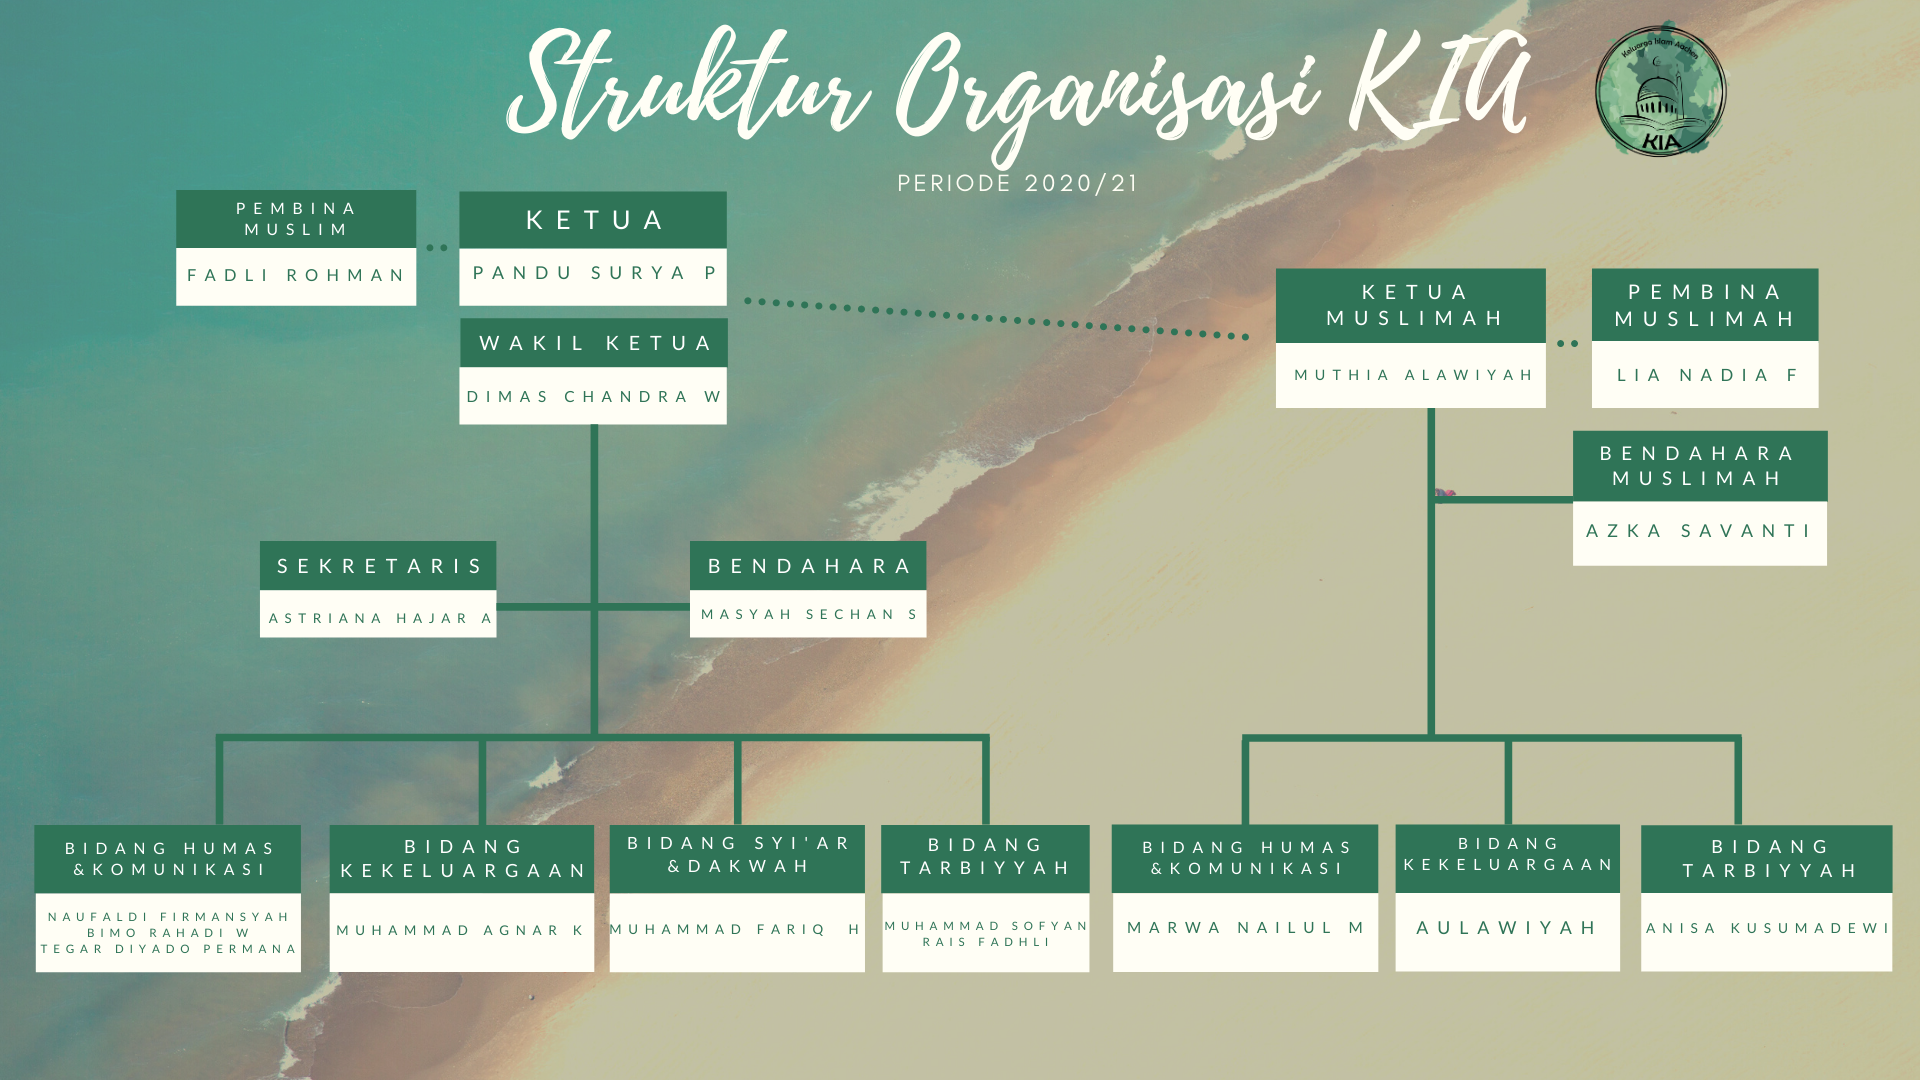 Struktur Organisasi KIA
Keluarga Islam Aachen
KIA
PERIODE 2020/21
PEMBINA
MUSLIM
FADLI ROHMAN
KETUA
PANDU SURYA P
WAKIL KETUA
DIMAS CHANDRA W
KETUA
MUSLIMAH
MUTHIA ALAWIYAH
PEMBINA
MUSLIMAH
LIA NADIA F
BENDAHARA
MUSLIMAH
AZKA SAVANTI
SEKRETARIS
ASTRIANA HAJAR A
BENDAHARA
MASYAH SECHAN S
BIDANG HUMAS
&KOMUNIKASI
NAUFALDI FIRMANSYAH
BIMO RAHADI W
TEGAR DIYADO PERMANA
BIDANG
KEKELUARGAAN
MUHAMMAD AGNAR K
BIDANG SYI'AR
&DAKWAH
MUHAMMAD FARIQ H
BIDANG
TARBIYYAH
MUHAMMAD SOFYAN
RAIS FADHLI
BIDANG HUMAS
&KOMUNIKASI
MARWA NAILUL M
BIDANG
KEKELUARGAAN
AULAWIYAH
BIDANG
TARBIYYAH
ANISA KUSUMADEWI